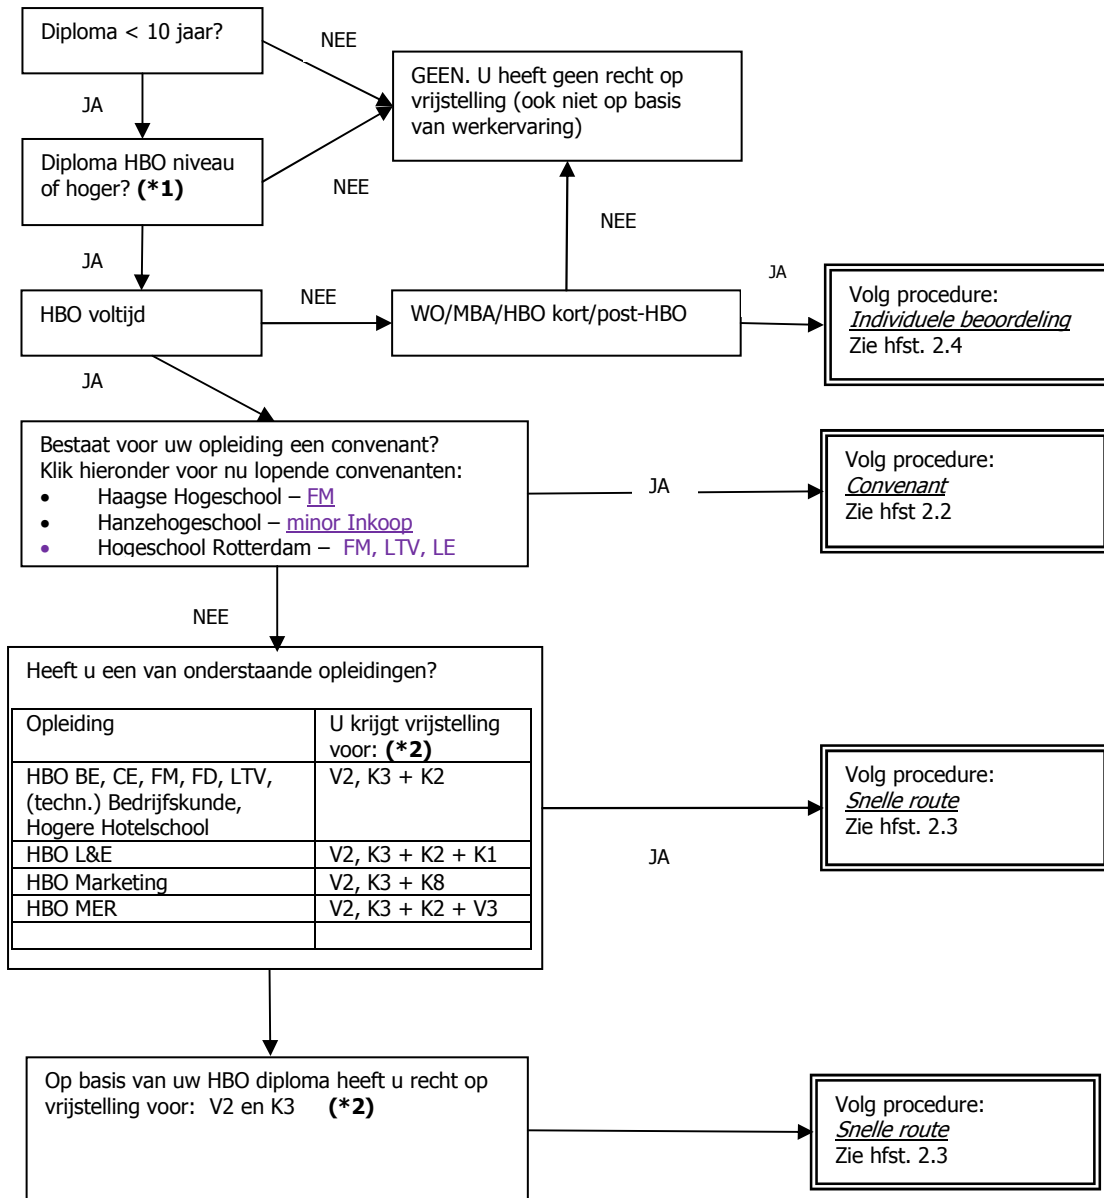 Diploma < 10 jaar?
NEE
GEEN. U heeft geen recht op
vrijstelling (ook niet op basis
van werkervaring)
JA
Diploma HBO niveau
of hoger? (*1)
NEE
NEE
JA
JA
HBO voltijd
NEE
WO/MBA/HBO kort/post-HBO
Volg procedure:
Individuele beoordeling
Zie hfst. 2.4
JA
Bestaat voor uw opleiding een convenant?
Klik hieronder voor nu lopende convenanten:
• Haagse Hogeschool – FM
• Hanzehogeschool – minor Inkoop
• Hogeschool Rotterdam – FM, LTV, LE
JA
Volg procedure:
Convenant
Zie hfst 2.2
NEE
Heeft u een van onderstaande opleidingen?
Opleiding
U krijgt vrijstelling
voor: (*2)
HBO BE, CE, FM, FD, LTV,
(techn.) Bedrijfskunde,
Hogere Hotelschool
V2, K3 + K2
HBO L&E
V2, K3 + K2 + K1
HBO Marketing
V2, K3 + K8
HBO MER
V2, K3 + K2 + V3
JA
Volg procedure:
Snelle route
Zie hfst. 2.3
Op basis van uw HBO diploma heeft u recht op
vrijstelling voor: V2 en K3 (*2)
Volg procedure:
Snelle route
Zie hfst. 2.3